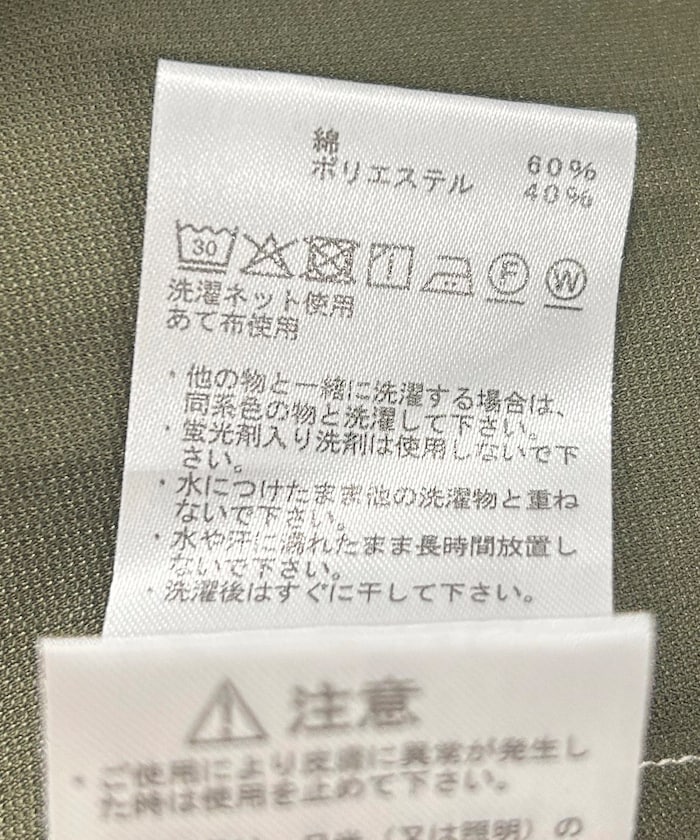 綿 60%
ポリエステル 40%
30 F W
洗濯ネット使用
あて布使用
・他の物と一緒に洗濯する場合は、
同系色の物と洗濯して下さい。
・蛍光剤入り洗剤は使用しないで下
さい。
・水につけたまま他の洗濯物と重ね
ないで下さい。
・水や汗に濡れたまま長時間放置し
ないで下さい。
・洗濯後はすぐに干して下さい。
注意
・ご使用により皮膚に異常が発生し
た時は使用を止めて下さい。
(又は照明)の